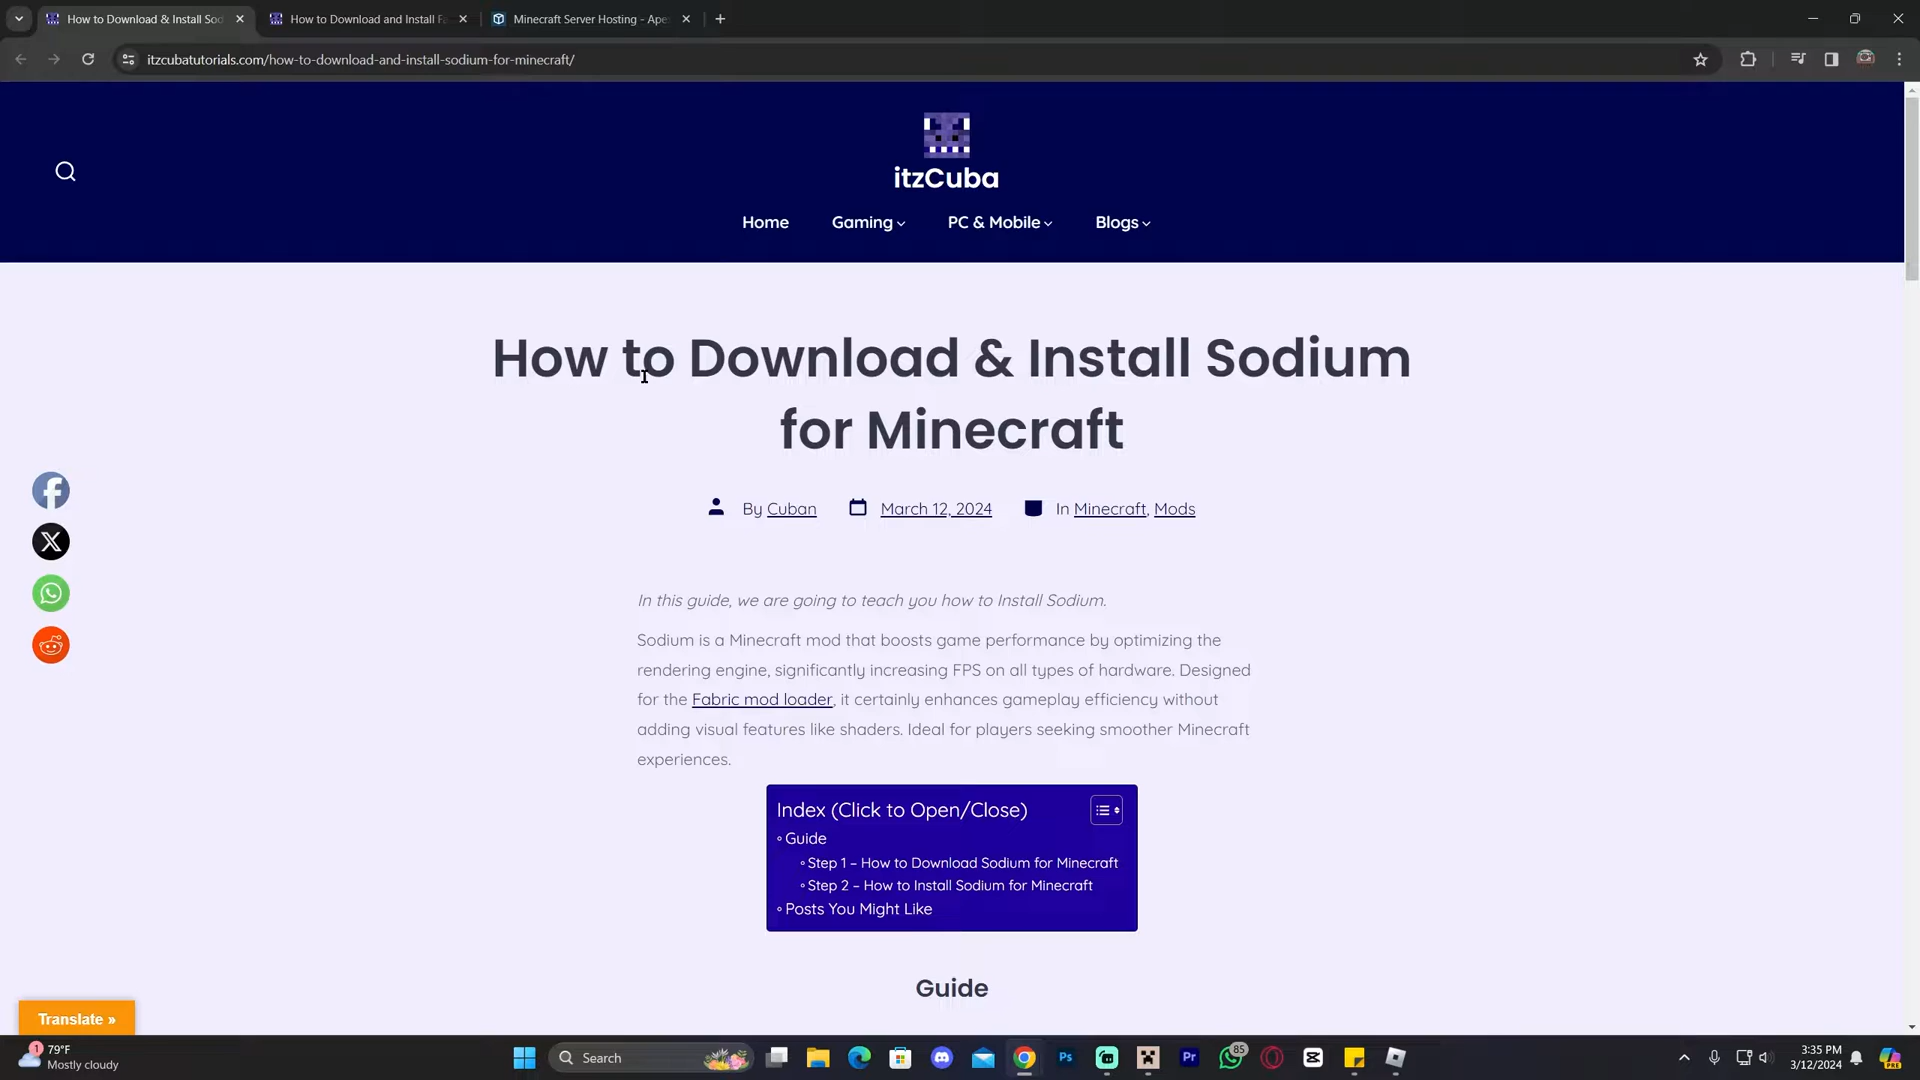 How to Download & Install Sod
How to Download and Install Fa
Minecraft Server Hosting - Ape
itzcubatutorials.com/how-to-download-and-install-sodium-for-minecraft/
itzCuba
Home Gaming PC & Mobile Blogs
How to Download & Install Sodium
for Minecraft
By Cuban March 12, 2024 In Minecraft, Mods
In this guide, we are going to teach you how to Install Sodium.
Sodium is a Minecraft mod that boosts game performance by optimizing the
rendering engine, significantly increasing FPS on all types of hardware. Designed
for the Fabric mod loader, it certainly enhances gameplay efficiency without
adding visual features like shaders. Ideal for players seeking smoother Minecraft
experiences.
Index (Click to Open/Close)
Guide
Step 1 – How to Download Sodium for Minecraft
Step 2 – How to Install Sodium for Minecraft
Posts You Might Like
Guide
Translate »
1
79°F
Mostly cloudy
Search
Ps
Pr
85
3:35 PM
3/12/2024
PRE